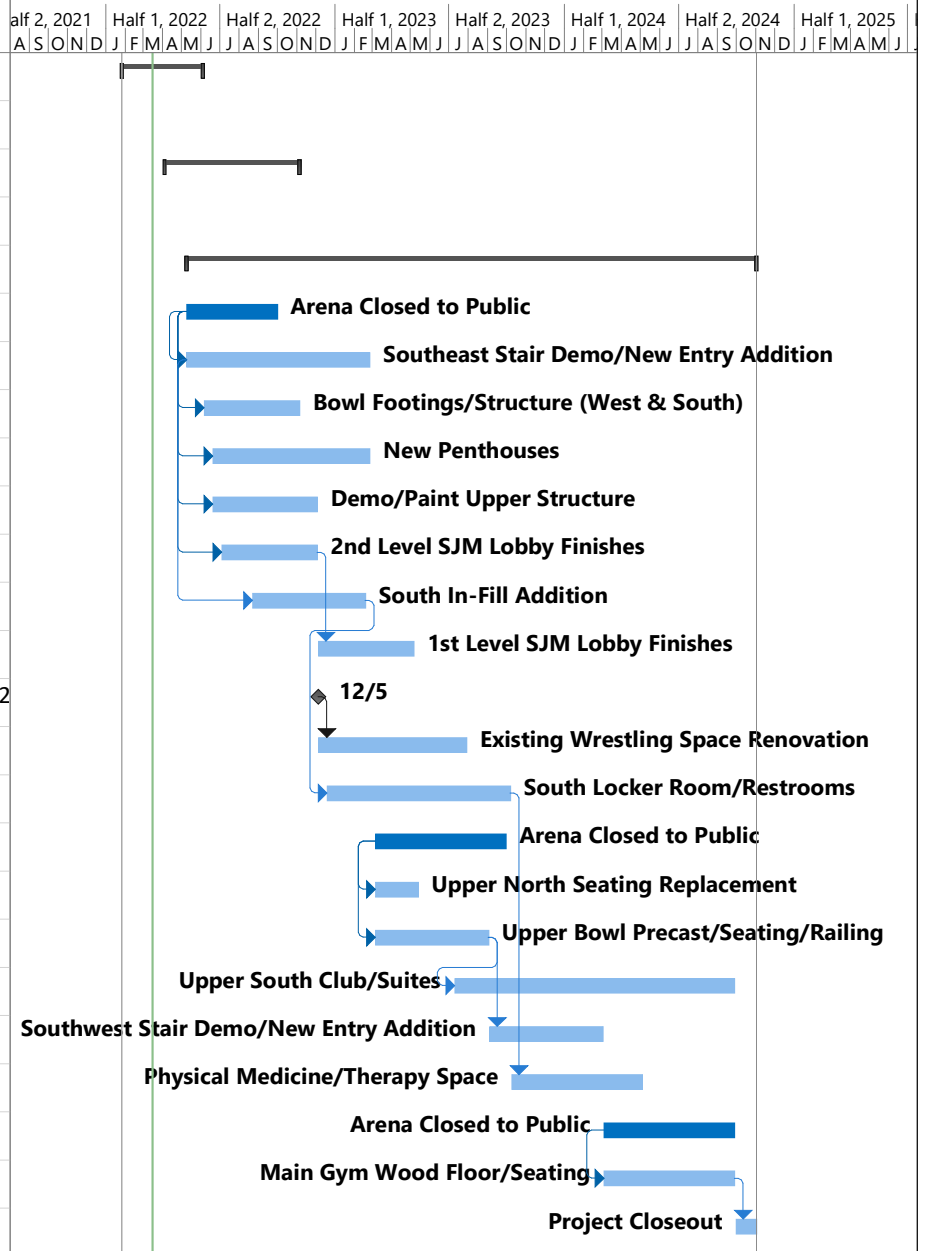 alf 2, 2021 Half 1, 2022 Half 2, 2022 Half 1, 2023 Half 2, 2023 Half 1, 2024 Half 2, 2024 Half 1, 2025
A S O N D J F M A M J J A S O N D J F M A M J J A S O N D J F M A M J J A S O N D J F M A M J
Arena Closed to Public
Southeast Stair Demo/New Entry Addition
Bowl Footings/Structure (West & South)
New Penthouses
Demo/Paint Upper Structure
2nd Level SJM Lobby Finishes
South In-Fill Addition
1st Level SJM Lobby Finishes
2 12/5
Existing Wrestling Space Renovation
South Locker Room/Restrooms
Arena Closed to Public
Upper North Seating Replacement
Upper Bowl Precast/Seating/Railing
Upper South Club/Suites
Southwest Stair Demo/New Entry Addition
Physical Medicine/Therapy Space
Arena Closed to Public
Main Gym Wood Floor/Seating
Project Closeout